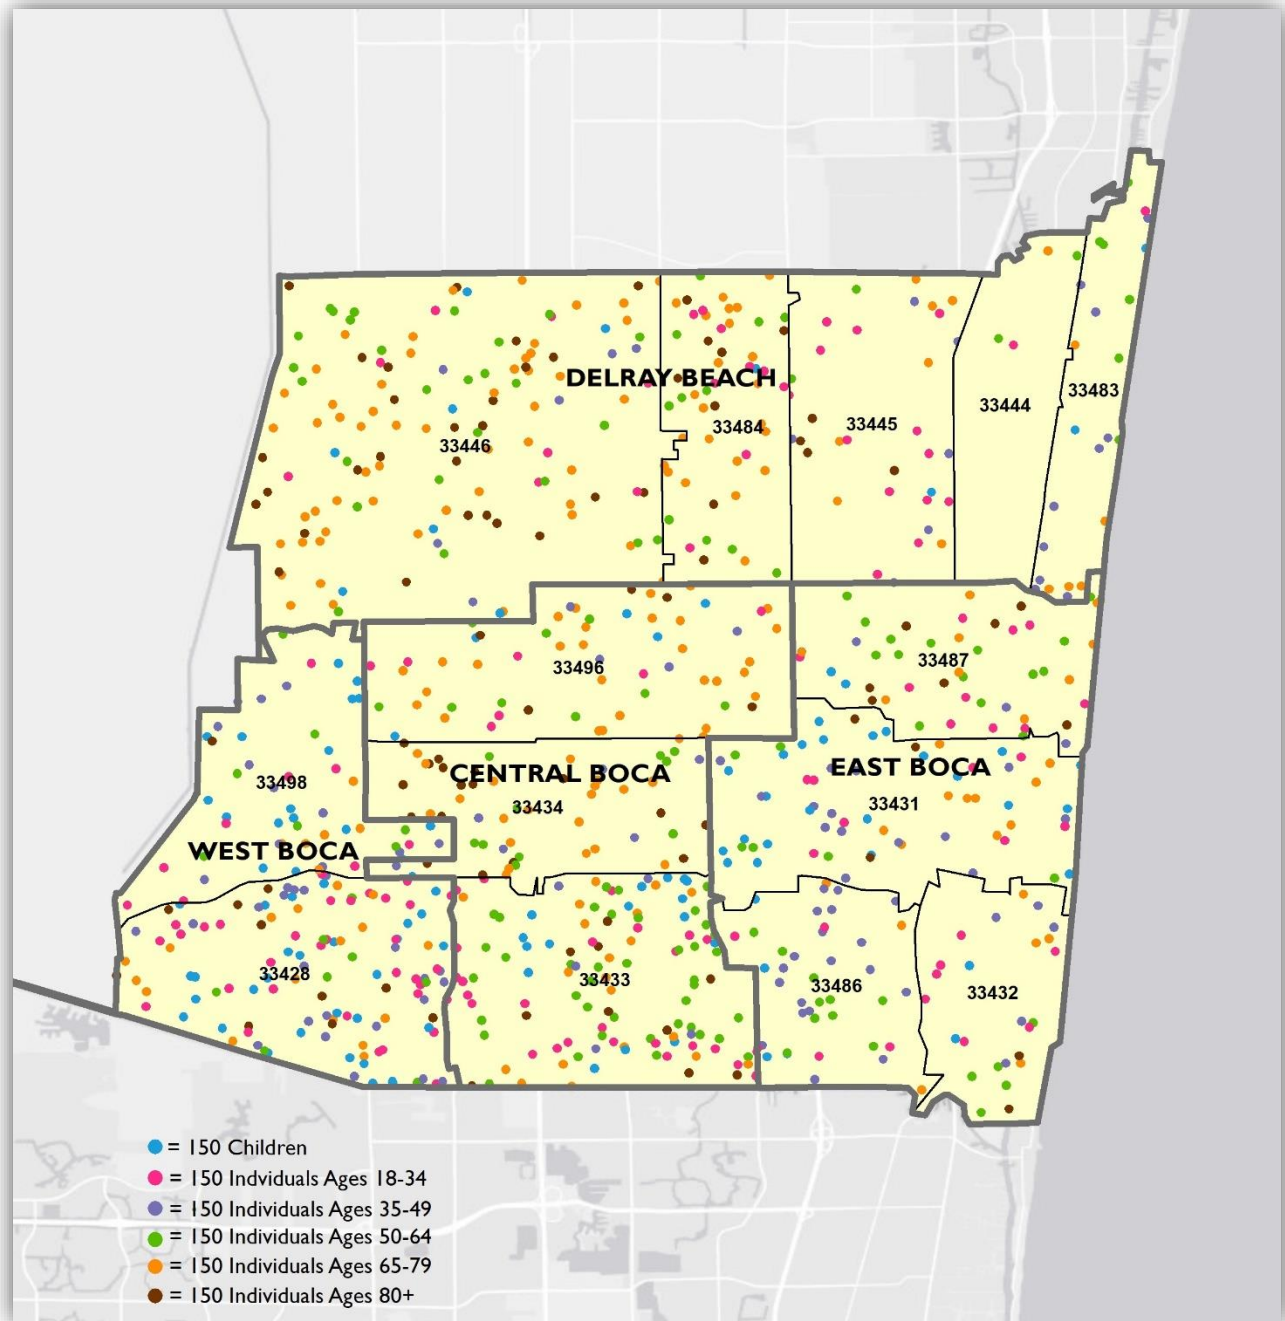 DELRAY BEACH
33483
33444
33484
33445
33446
33496
33487
CENTRAL BOCA
EAST BOCA
33498
33434
33431
WEST BOCA
33428
33433
33486
33432
= 150 Children
= 150 Indviduals Ages 18-34
= 150 Individuals Ages 35-49
= 150 Individuals Ages 50-64
= 150 Individuals Ages 65-79
= 150 Individuals Ages 80+